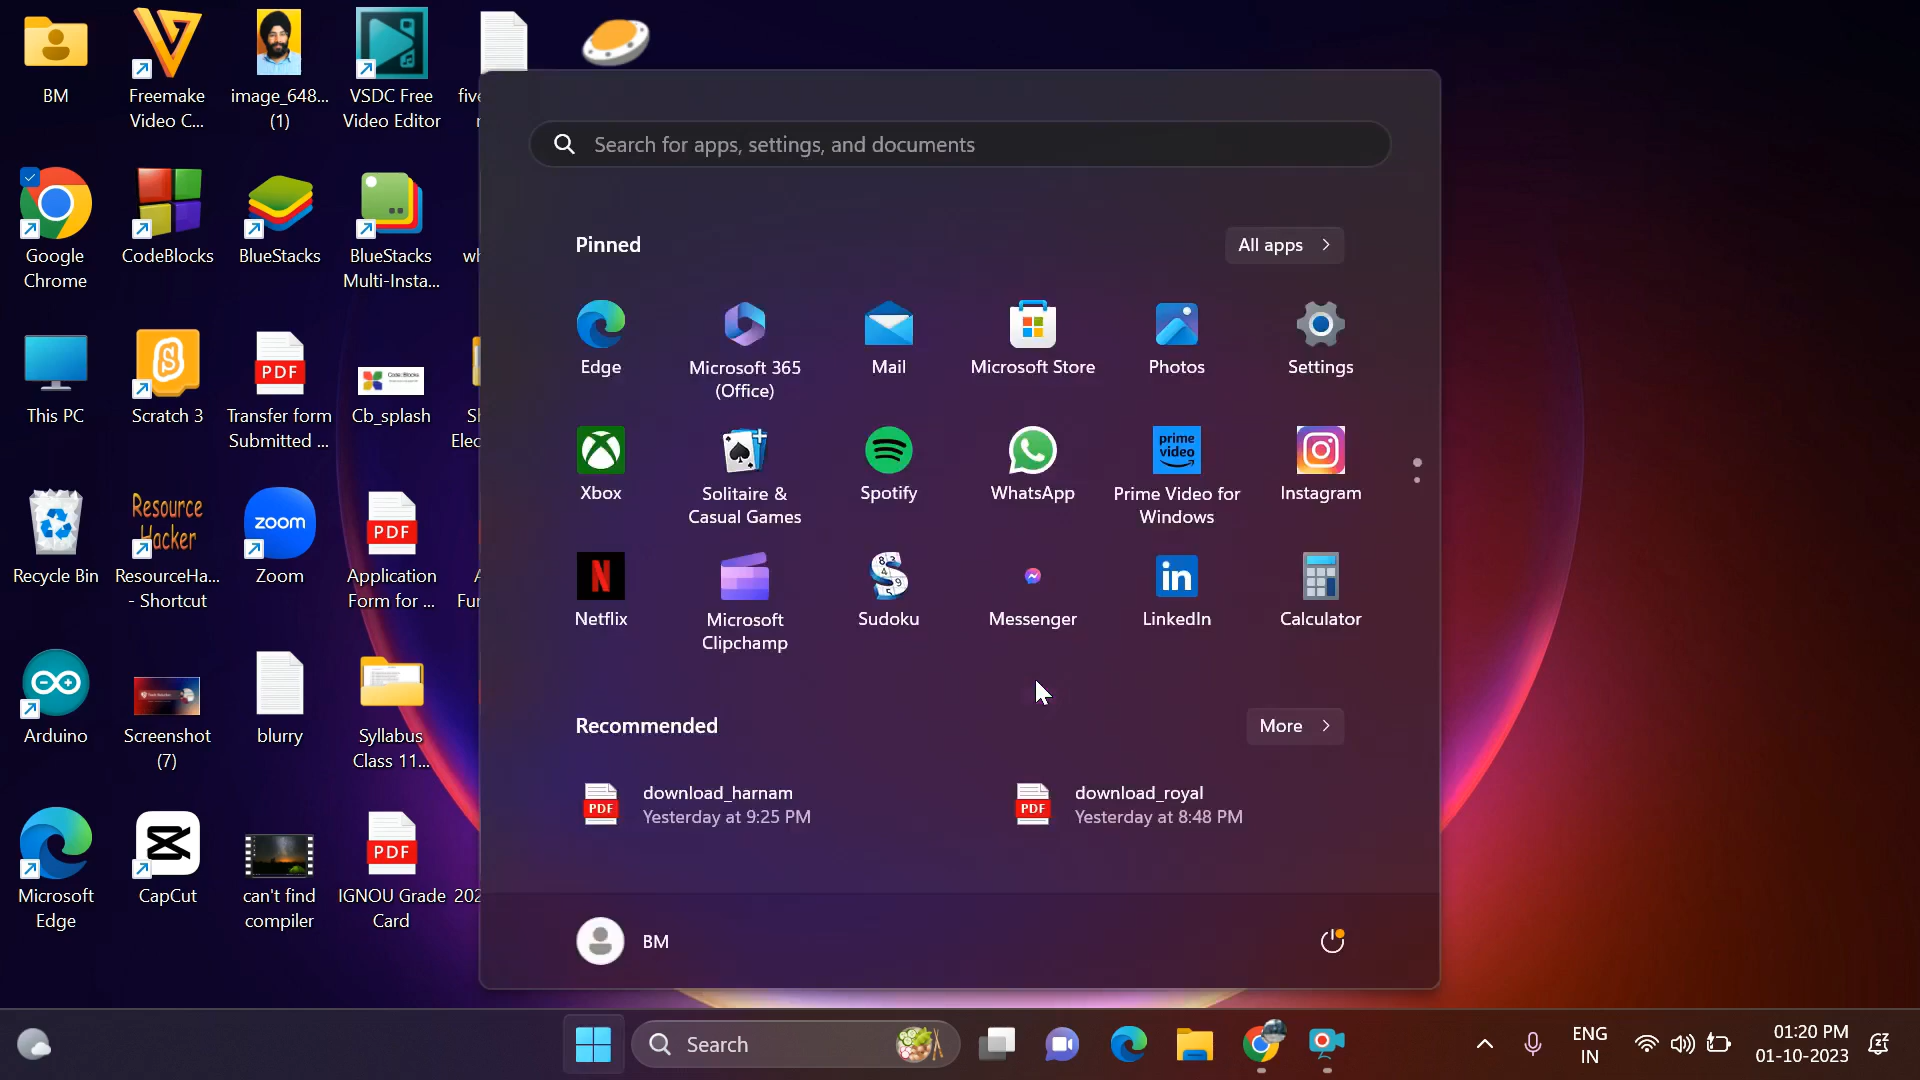 BM
Freemake
Video C...
image_648...
(1)
VSDC Free
Video Editor
Google
Chrome
CodeBlocks
BlueStacks
BlueStacks
Multi-Insta...
This PC
Scratch 3
PDF
Transfer form
Submitted ...
Cb_splash
Recycle Bin
Resource
Hacker
ResourceHa...
- Shortcut
zoom
Zoom
PDF
Application
Form for ...
Arduino
Screenshot
(7)
blurry
Syllabus
Class 11...
Microsoft
Edge
CapCut
can't find
compiler
PDF
IGNOU Grade
Card
Search for apps, settings, and documents
Pinned
All apps
Edge
Microsoft 365
(Office)
Mail
Microsoft Store
Photos
Settings
Xbox
Solitaire &
Casual Games
Spotify
WhatsApp
prime
video
Prime Video for
Windows
Instagram
N
Netflix
Microsoft
Clipchamp
Sudoku
Messenger
in
LinkedIn
Calculator
Recommended
More
PDF
download_harnam
Yesterday at 9:25 PM
PDF
download_royal
Yesterday at 8:48 PM
BM
Search
ENG
IN
01:20 PM
01-10-2023